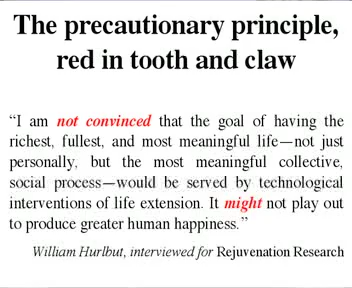 The precautionary principle,
red in tooth and claw
“I am not convinced that the goal of having the
richest, fullest, and most meaningful life—not just
personally, but the most meaningful collective,
social process—would be served by technological
interventions of life extension. It might not play out
to produce greater human happiness.”
William Hurlbut, interviewed for Rejuvenation Research